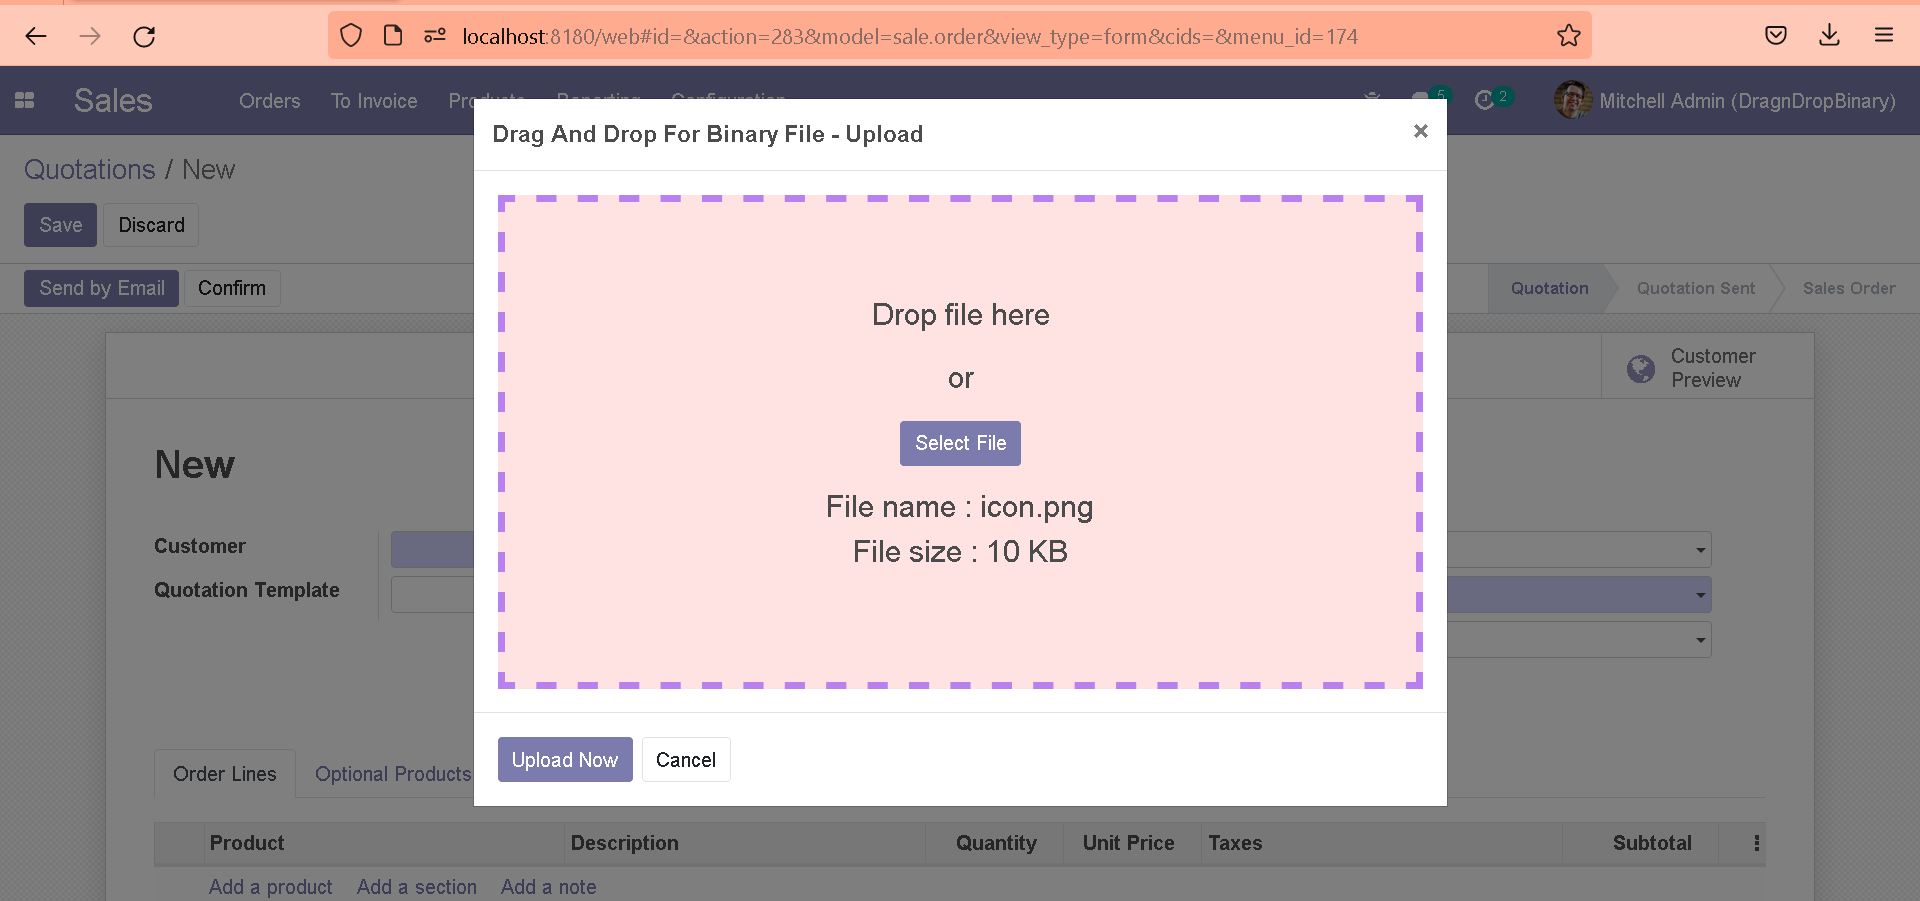 localhost:8180/web#id=&action=283&model=sale.order&view_type=form&cids=&menu_id=174
Sales
Orders
To Invoice
Products
Reporting
Configuration
5
2
Mitchell Admin (DragnDropBinary)
Drag And Drop For Binary File - Upload
×
Quotations / New
Save
Discard
Send by Email
Confirm
Quotation
Quotation Sent
Sales Order
Drop file here
or
Select File
File name : icon.png
File size : 10 KB
Customer
Preview
New
Customer
Quotation Template
Upload Now
Cancel
Order Lines
Optional Products
Product
Description
Quantity
Unit Price
Taxes
Subtotal
Add a product
Add a section
Add a note